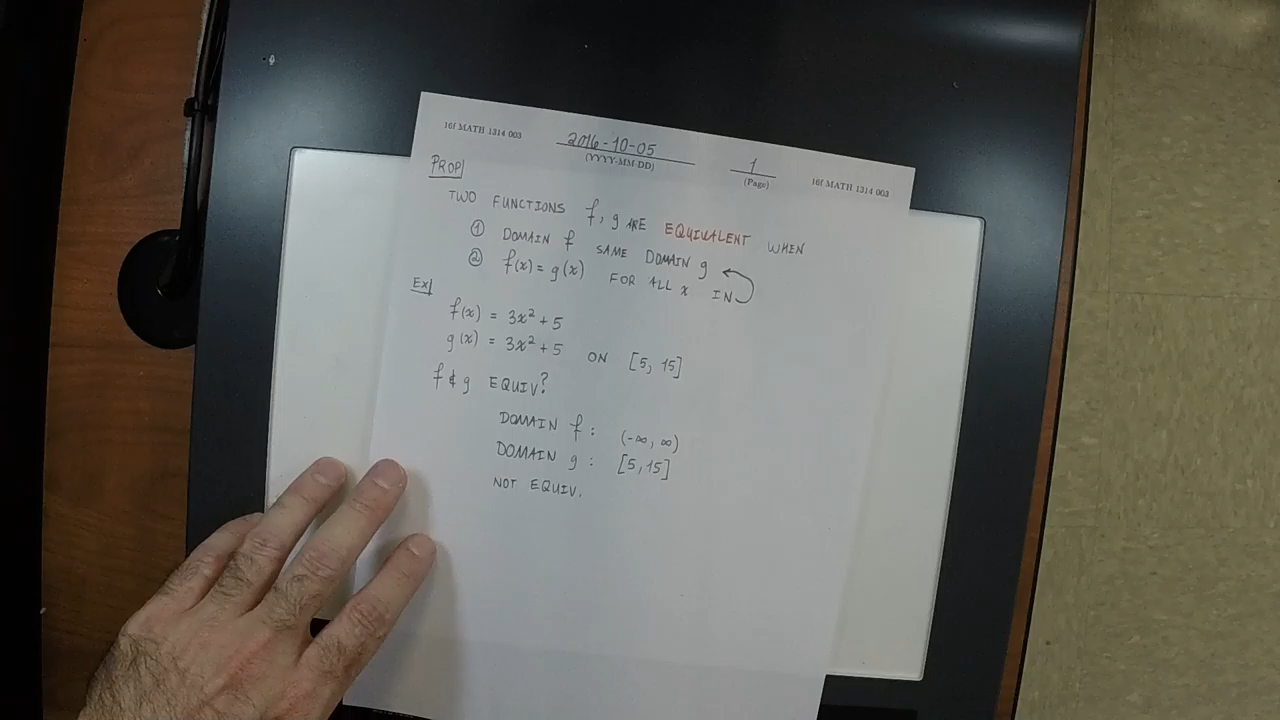 16f MATH 1314 003
2016-10-05
(YYYY-MM-DD)
1
(Page)
16f MATH 1314 003
PROP
TWO FUNCTIONS f, g ARE EQUIVALENT WHEN
① DOMAIN f SAME DOMAIN g
② f(x) = g(x) FOR ALL x IN
EX
f(x) = 3x² + 5
g(x) = 3x² + 5 ON [5, 15]
f & g EQUIV?
DOMAIN f : (-∞, ∞)
DOMAIN g : [5, 15]
NOT EQUIV.